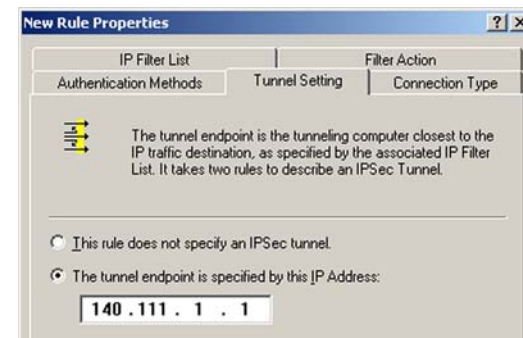 New Rule Properties
IP Filter List
Filter Action
Authentication Methods
Tunnel Setting
Connection Type
The tunnel endpoint is the tunneling computer closest to the
IP traffic destination, as specified by the associated IP Filter
List. It takes two rules to describe an IPSec Tunnel.
This rule does not specify an IPSec tunnel.
The tunnel endpoint is specified by this IP Address:
140 . 111 . 1 . 1